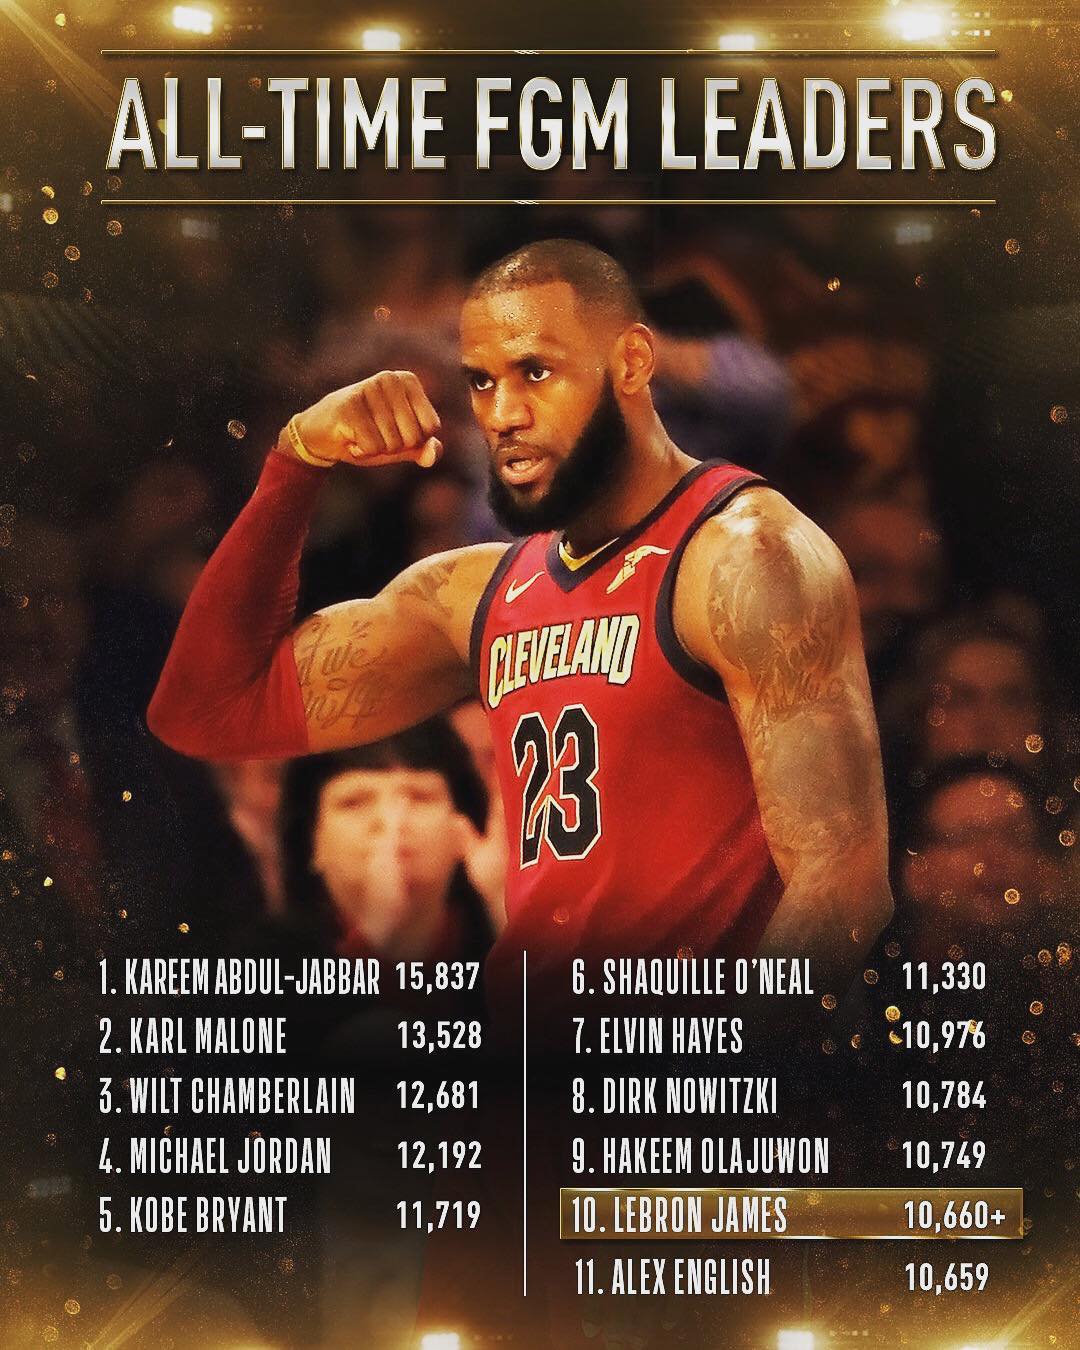 ALL-TIME FGM LEADERS
CLEVELAND
23
1. KAREEM ABDUL-JABBAR 15,837
2. KARL MALONE 13,528
3. WILT CHAMBERLAIN 12,681
4. MICHAEL JORDAN 12,192
5. KOBE BRYANT 11,719
6. SHAQUILLE O'NEAL 11,330
7. ELVIN HAYES 10,976
8. DIRK NOWITZKI 10,784
9. HAKEEM OLAJUWON 10,749
10. LEBRON JAMES 10,660+
11. ALEX ENGLISH 10,659